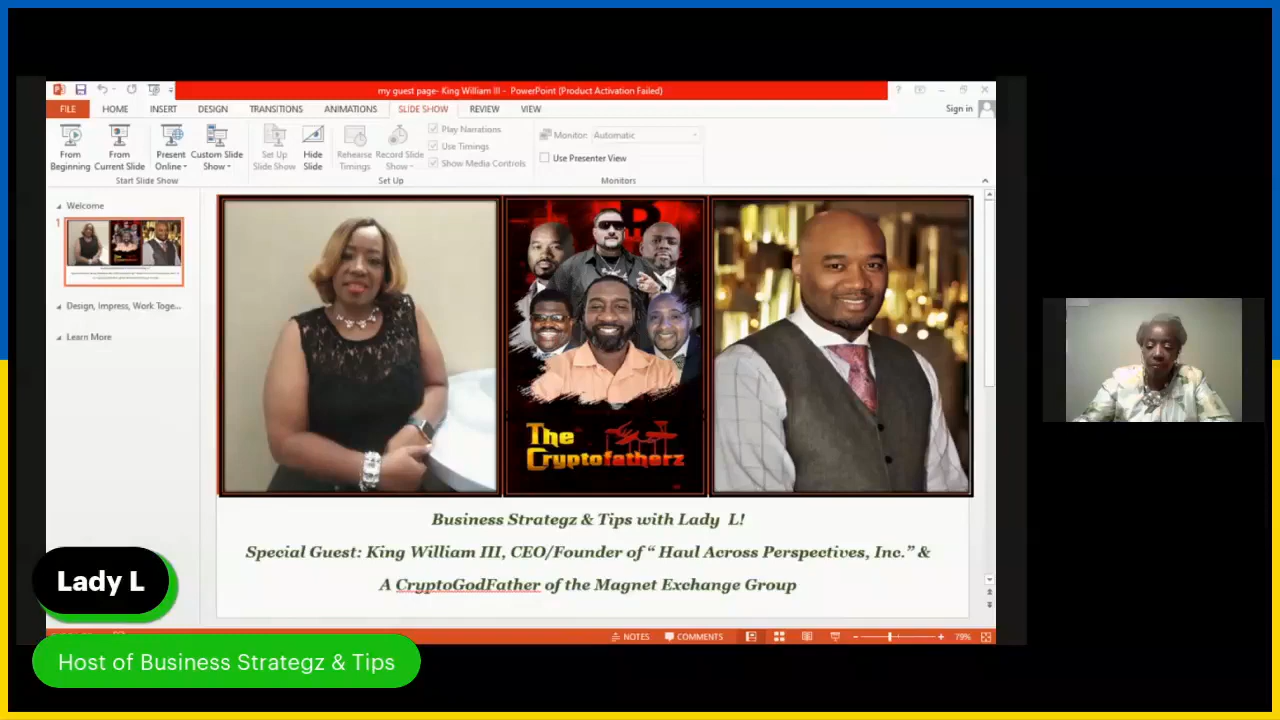 my guest page- King William III - PowerPoint (Product Activation Failed)
FILE HOME INSERT DESIGN TRANSITIONS ANIMATIONS SLIDE SHOW REVIEW VIEW Sign in
From Beginning
From Current Slide
Present Online
Custom Slide Show
Set Up Slide Show
Hide Slide
Rehearse Timings
Record Slide Show
Play Narrations
Use Timings
Show Media Controls
Monitor: Automatic
Use Presenter View
Start Slide Show
Set Up
Monitors
Welcome
1
Design, Impress, Work Toge...
Learn More
The
Cryptofatherz
Business Strategz & Tips with Lady L!
Special Guest: King William III, CEO/Founder of “ Haul Across Perspectives, Inc.” &
A CryptoGodFather of the Magnet Exchange Group
NOTES COMMENTS 79%
Lady L
Host of Business Strategz & Tips